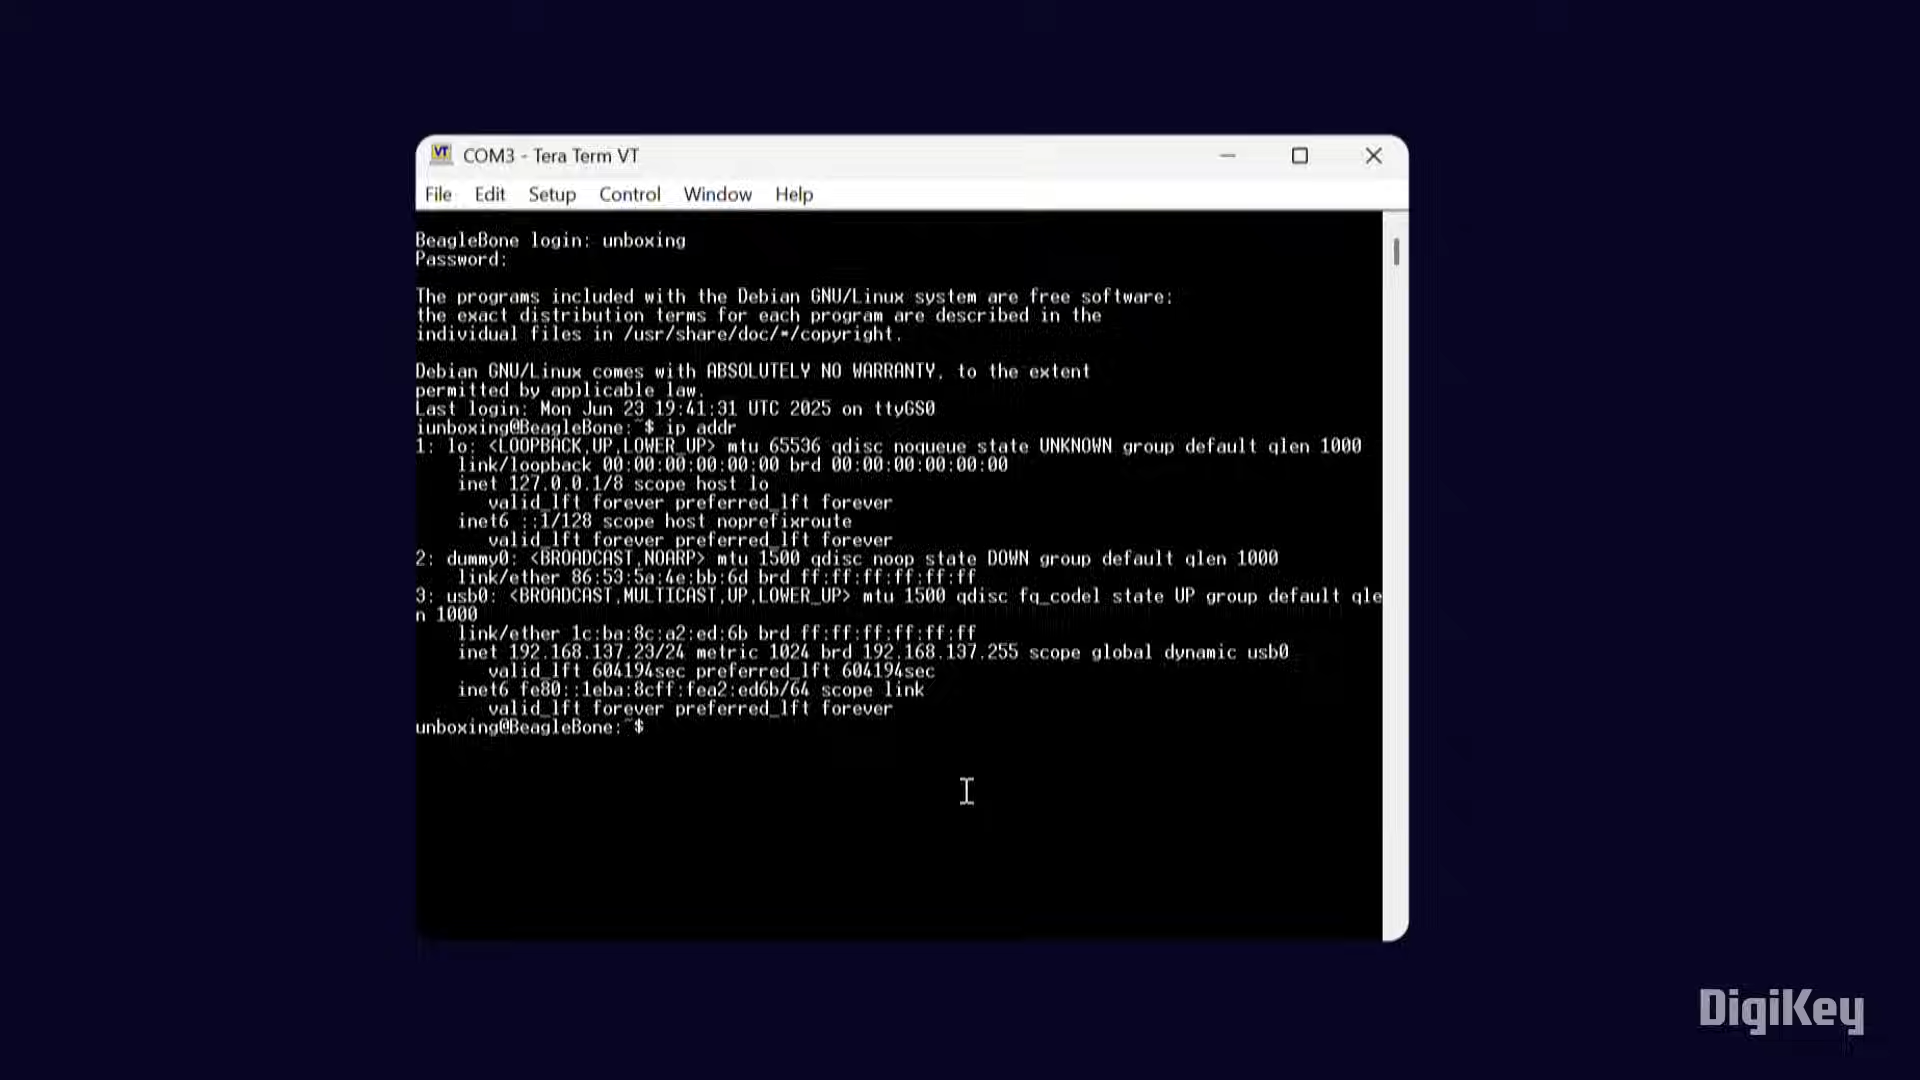 COM3 - Tera Term VT
File Edit Setup Control Window Help
BeagleBone login: unboxing
Password:
The programs included with the Debian GNU/Linux system are free software;
the exact distribution terms for each program are described in the
individual files in /usr/share/doc/*/copyright.
Debian GNU/Linux comes with ABSOLUTELY NO WARRANTY, to the extent
permitted by applicable law.
Last login: Mon Jun 23 19:41:31 UTC 2025 on ttyGS0
iunboxing@BeagleBone:~$ ip addr
1: lo: <LOOPBACK,UP,LOWER_UP> mtu 65536 qdisc noqueue state UNKNOWN group default qlen 1000
link/loopback 00:00:00:00:00:00 brd 00:00:00:00:00:00
inet 127.0.0.1/8 scope host lo
valid_lft forever preferred_lft forever
inet6 ::1/128 scope host noprefixroute
valid_lft forever preferred_lft forever
2: dummy0: <BROADCAST,NOARP> mtu 1500 qdisc noop state DOWN group default qlen 1000
link/ether 86:53:5a:4e:bb:6d brd ff:ff:ff:ff:ff:ff
3: usb0: <BROADCAST,MULTICAST,UP,LOWER_UP> mtu 1500 qdisc fq_codel state UP group default qle
n 1000
link/ether 1c:ba:8c:a2:ed:6b brd ff:ff:ff:ff:ff:ff
inet 192.168.137.23/24 metric 1024 brd 192.168.137.255 scope global dynamic usb0
valid_lft 604194sec preferred_lft 604194sec
inet6 fe80::1eba:8cff:fea2:ed6b/64 scope link
valid_lft forever preferred_lft forever
unboxing@BeagleBone:~$
DigiKey